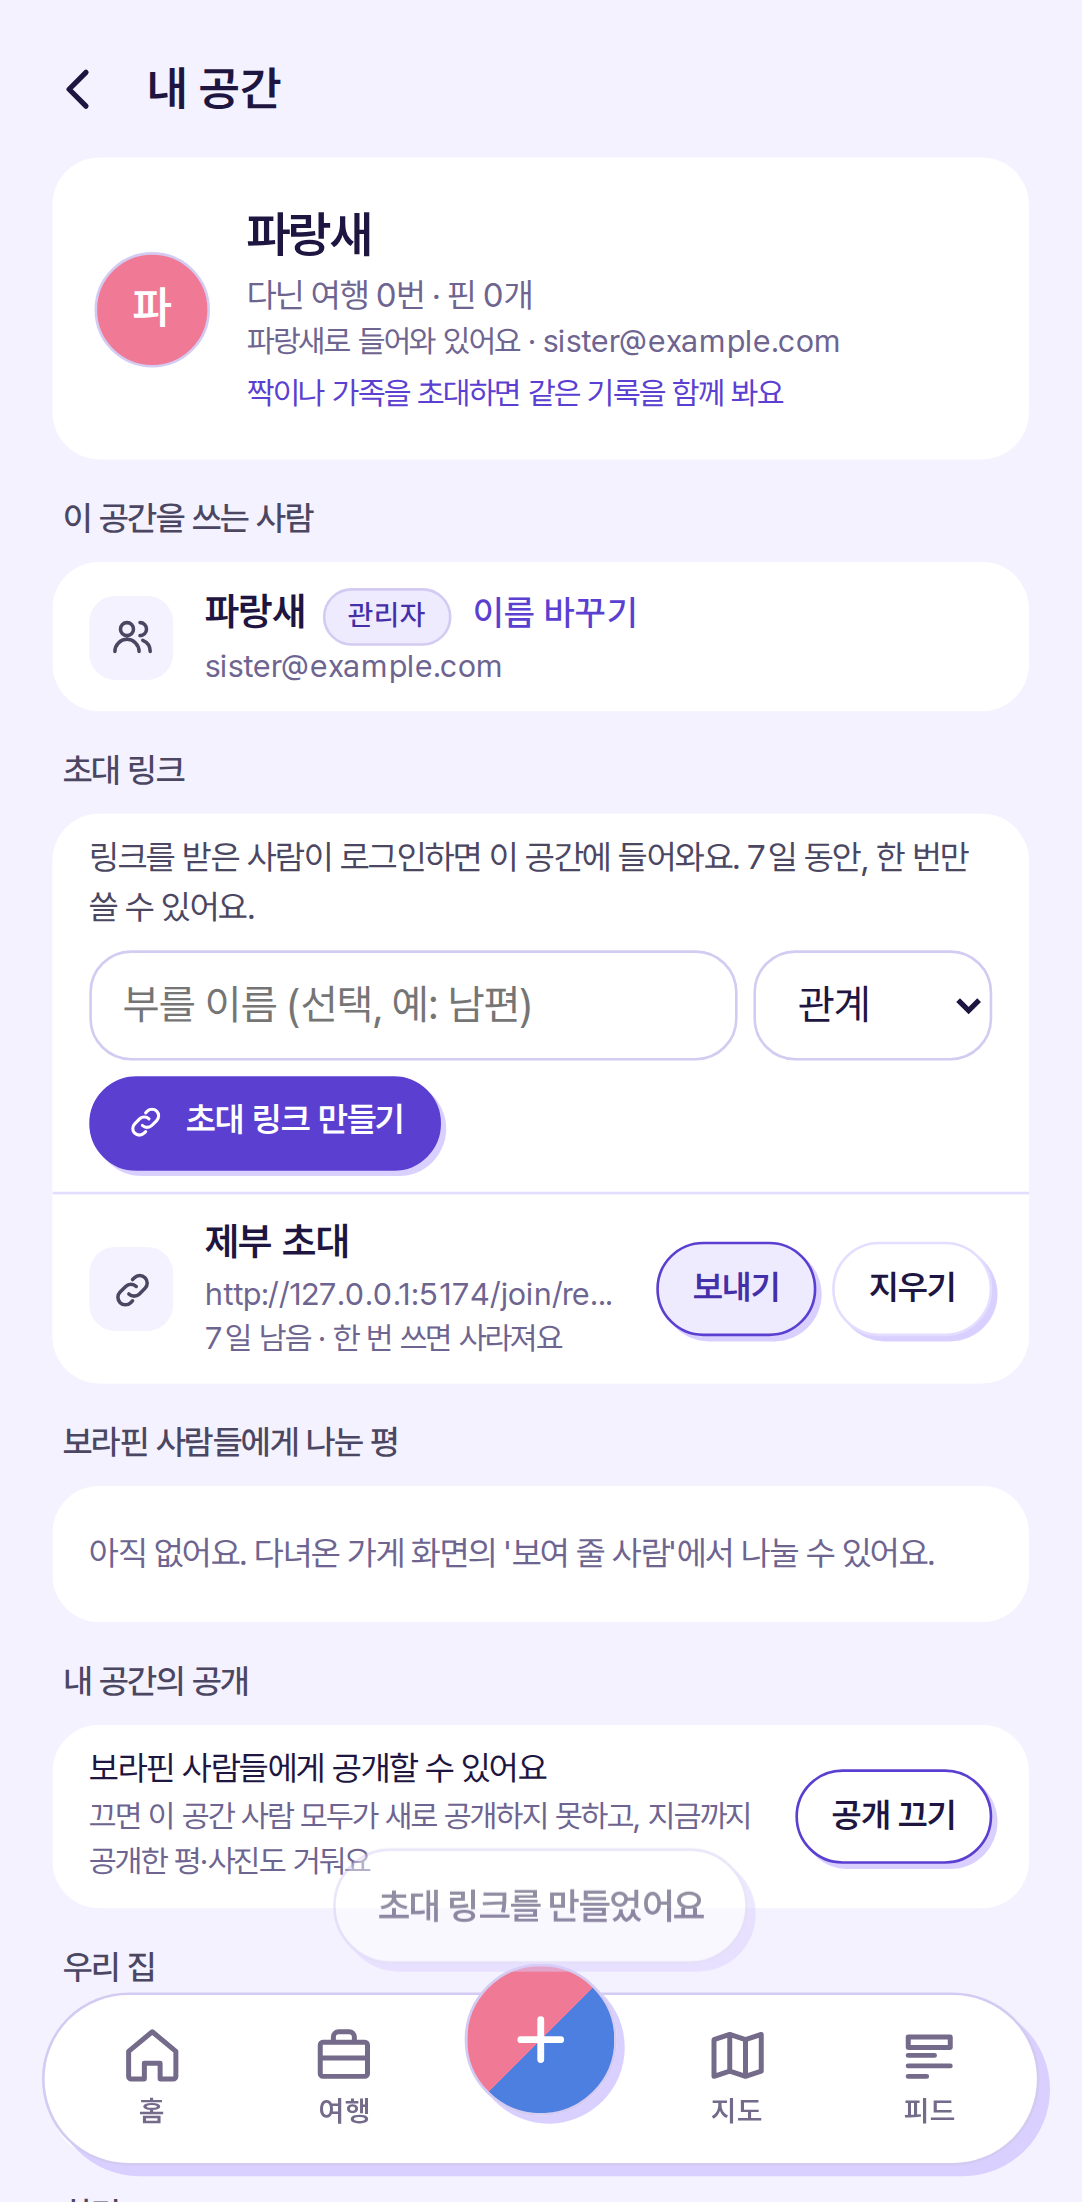 내 공간
파랑새
파
다닌 여행 0번 · 핀 0개
파랑새로 들어와 있어요 · sister@example.com
짝이나 가족을 초대하면 같은 기록을 함께 봐요
이 공간을 쓰는 사람
파랑새 관리자 이름 바꾸기
sister@example.com
초대 링크
링크를 받은 사람이 로그인하면 이 공간에 들어와요. 7일 동안, 한 번만
쓸 수 있어요.
부를 이름 (선택, 예: 남편) 관계
초대 링크 만들기
제부 초대
http://127.0.0.1:5174/join/re...
7일 남음 · 한 번 쓰면 사라져요
보내기 지우기
보라핀 사람들에게 나눈 평
아직 없어요. 다녀온 가게 화면의 '보여 줄 사람'에서 나눌 수 있어요.
내 공간의 공개
보라핀 사람들에게 공개할 수 있어요
끄면 이 공간 사람 모두가 새로 공개하지 못하고, 지금까지
공개한 평·사진도 거둬요
공개 끄기
초대 링크를 만들었어요
우리 집
홈 여행 지도 피드